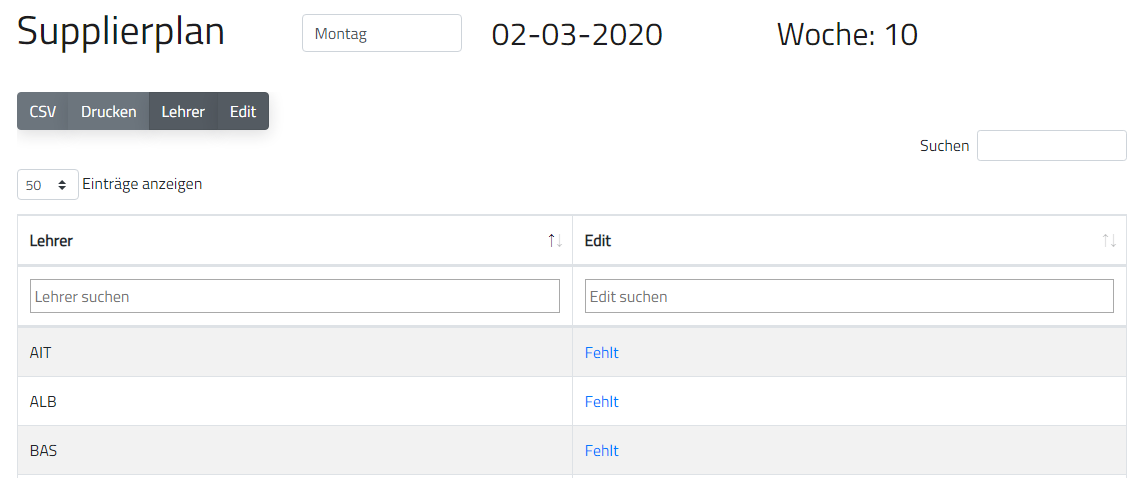 Supplierplan Montag 02-03-2020 Woche: 10
CSV Drucken Lehrer Edit
Suchen
50 Einträge anzeigen
Lehrer Edit
Lehrer suchen Edit suchen
AIT Fehlt
ALB Fehlt
BAS Fehlt